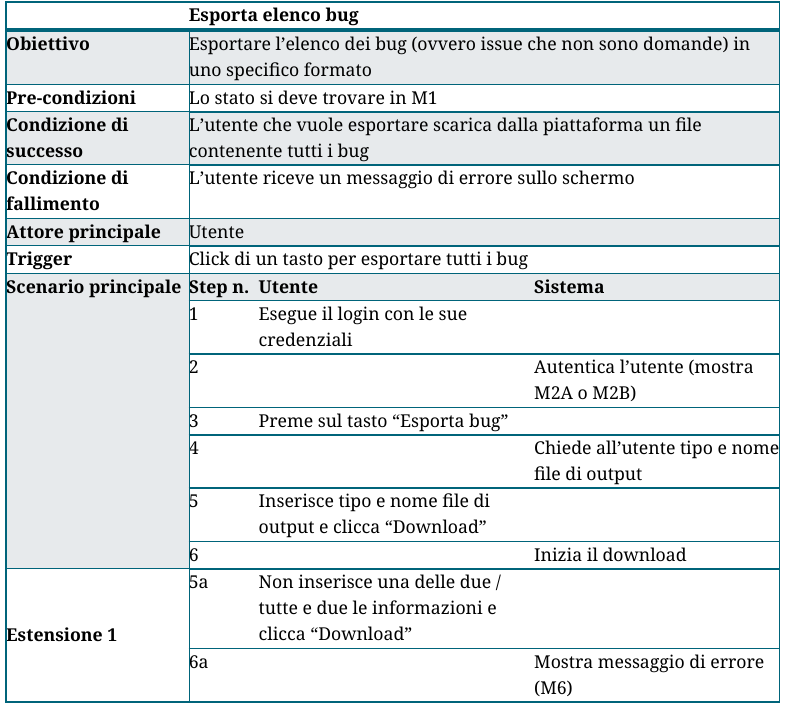 Esporta elenco bug
Obiettivo
Esportare l’elenco dei bug (ovvero issue che non sono domande) in
uno specifico formato
Pre-condizioni
Lo stato si deve trovare in M1
Condizione di
successo
L’utente che vuole esportare scarica dalla piattaforma un file
contenente tutti i bug
Condizione di
fallimento
L’utente riceve un messaggio di errore sullo schermo
Attore principale
Utente
Trigger
Click di un tasto per esportare tutti i bug
Scenario principale
Step n. Utente Sistema
1
Esegue il login con le sue
credenziali
2
Autentica l’utente (mostra
M2A o M2B)
3
Preme sul tasto “Esporta bug”
4
Chiede all’utente tipo e nome
file di output
5
Inserisce tipo e nome file di
output e clicca “Download”
6
Inizia il download
Estensione 1
5a
Non inserisce una delle due /
tutte e due le informazioni e
clicca “Download”
6a
Mostra messaggio di errore
(M6)